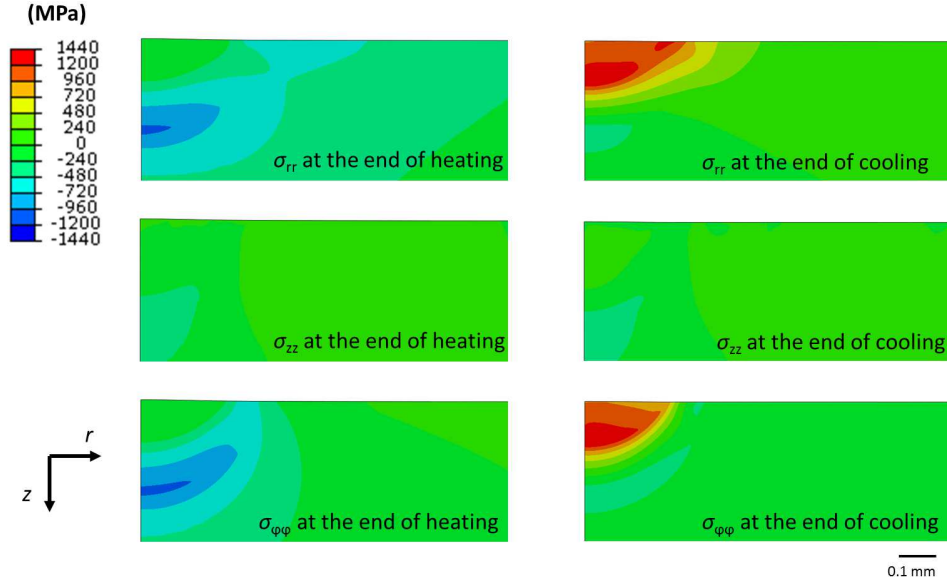 (MPa)
1440
1200
960
720
480
240
0
-240
-480
-720
-960
-1200
-1440
σrr at the end of heating
σrr at the end of cooling
σzz at the end of heating
σzz at the end of cooling
r
z
σφφ at the end of heating
σφφ at the end of cooling
0.1 mm